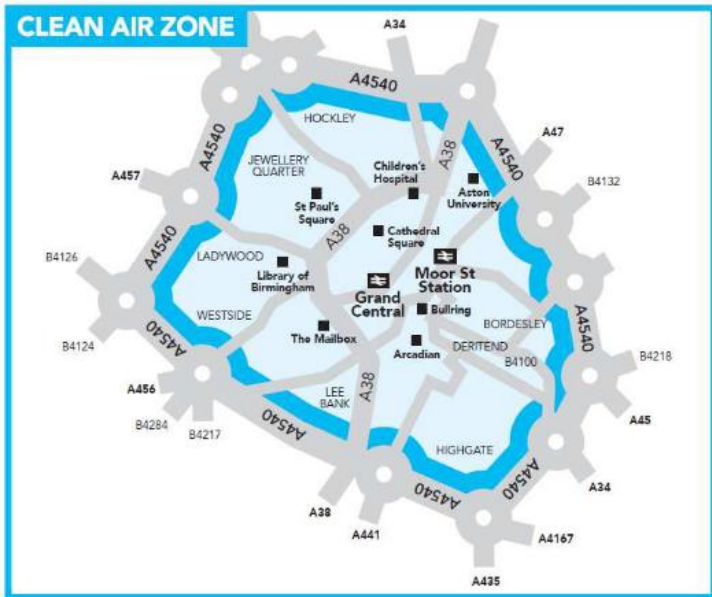 CLEAN AIR ZONE
A34
A4540
HOCKLEY
A38
A4540
A47
A4540
JEWELLERY
QUARTER
Children's
Hospital
B4132
A457
St Paul's
Square
Aston
University
A38
Cathedral
Square
A4540
B4126
LADYWOOD
Library of
Birmingham
Moor St
Station
Grand
Central
WESTSIDE
Bullring
BORDESLEY
A4540
The Mailbox
Arcadian
DERITEND
B4124
A4540
B4100
B4218
A456
A38
LEE
BANK
B4284
B4217
A4540
A45
HIGHGATE
A34
A4540
A38
A4540
A441
A4167
A435